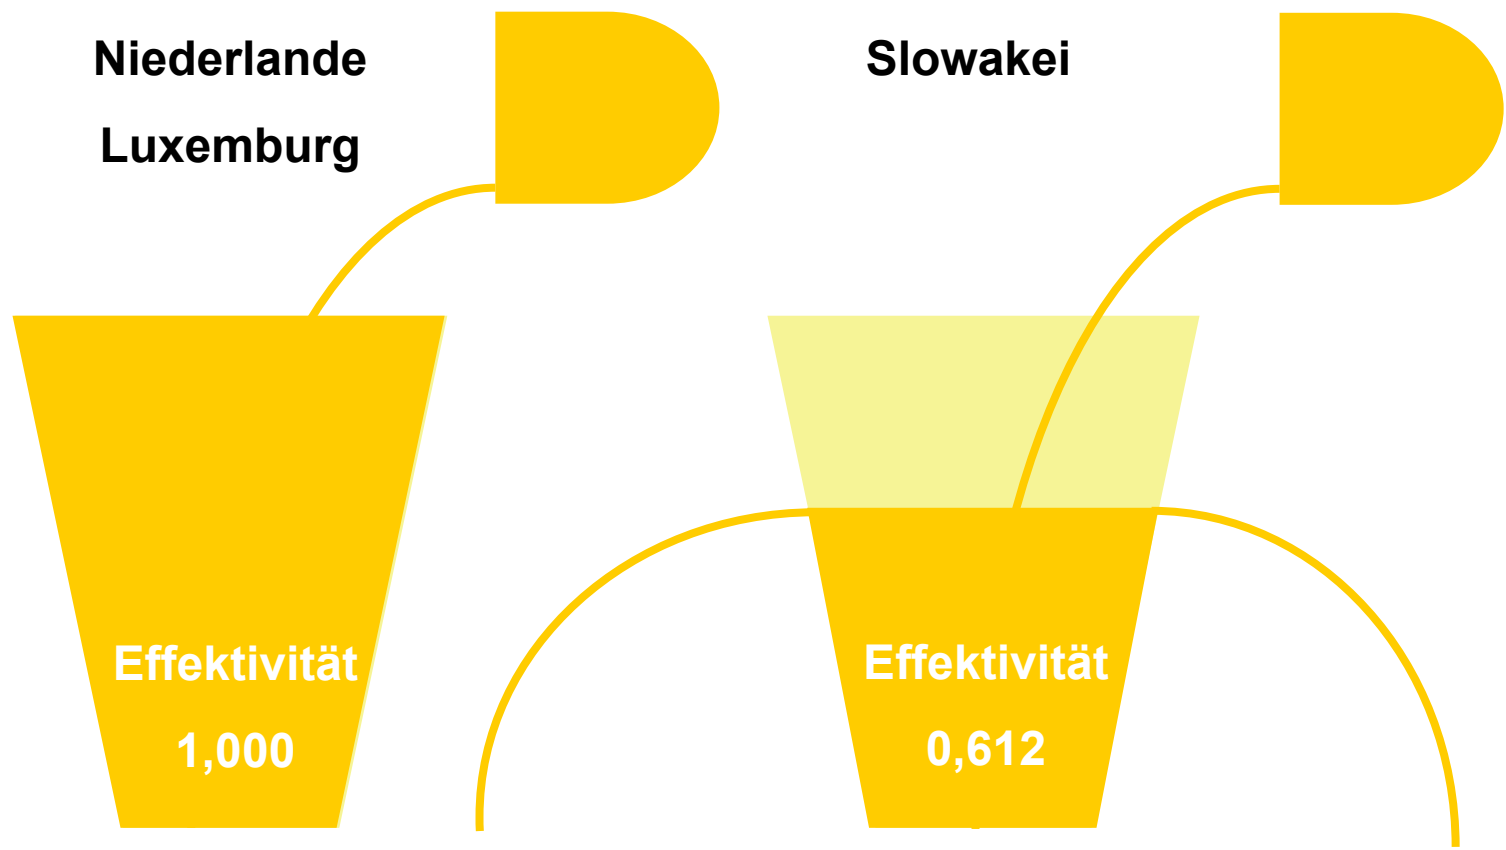 Niederlande
Luxemburg
Slowakei
Effektivität
1,000
Effektivität
0,612